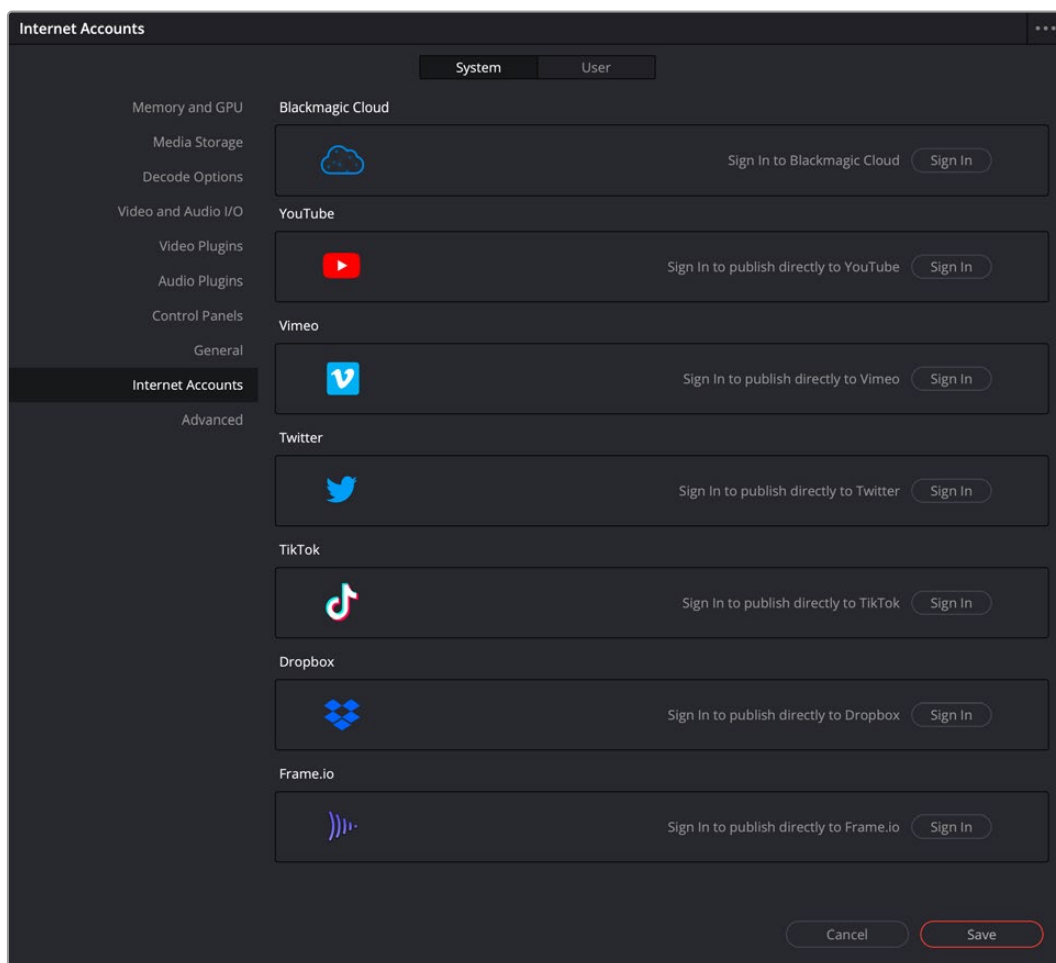 Internet Accounts
System
User
Memory and GPU
Media Storage
Decode Options
Video and Audio I/O
Video Plugins
Audio Plugins
Control Panels
General
Internet Accounts
Advanced
Blackmagic Cloud
Sign In to Blackmagic Cloud
Sign In
YouTube
Sign In to publish directly to YouTube
Sign In
Vimeo
Sign In to publish directly to Vimeo
Sign In
Twitter
Sign In to publish directly to Twitter
Sign In
TikTok
Sign In to publish directly to TikTok
Sign In
Dropbox
Sign In to publish directly to Dropbox
Sign In
Frame.io
Sign In to publish directly to Frame.io
Sign In
Cancel
Save